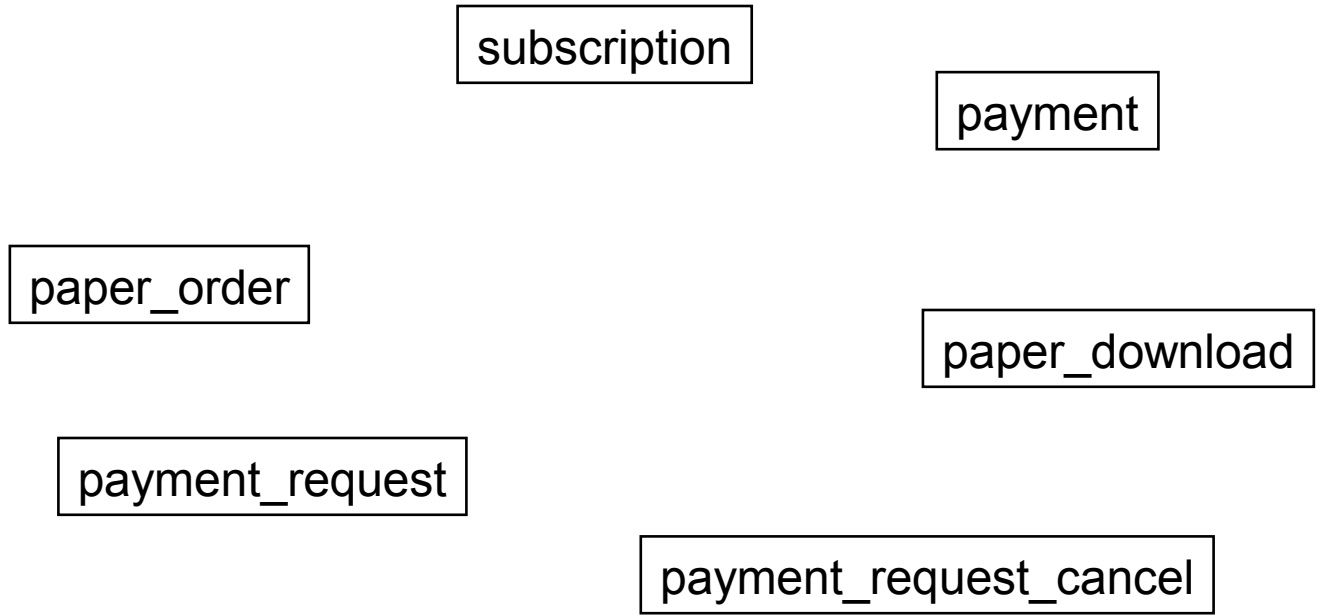 subscription
payment
paper_order
paper_download
payment_request
payment_request_cancel